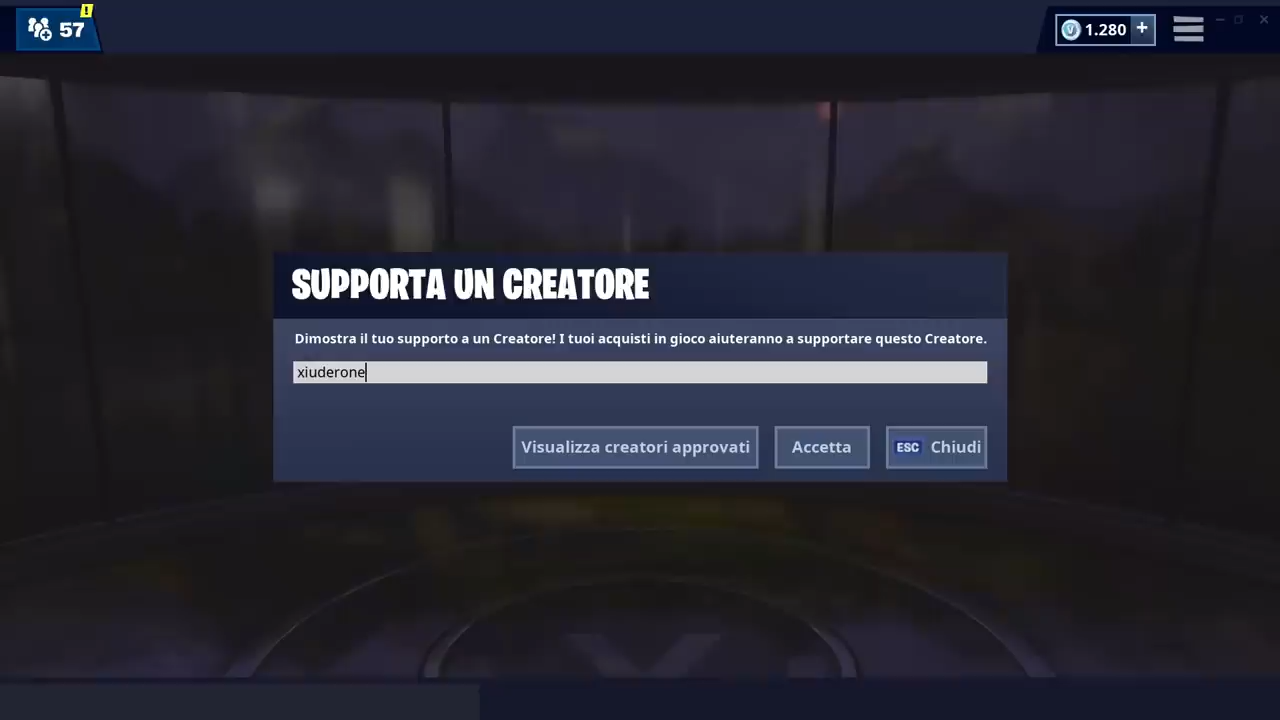 57
!
1.280 +
SUPPORTA UN CREATORE
Dimostra il tuo supporto a un Creatore! I tuoi acquisti in gioco aiuteranno a supportare questo Creatore.
xiuderone
Visualizza creatori approvati
Accetta
ESC Chiudi